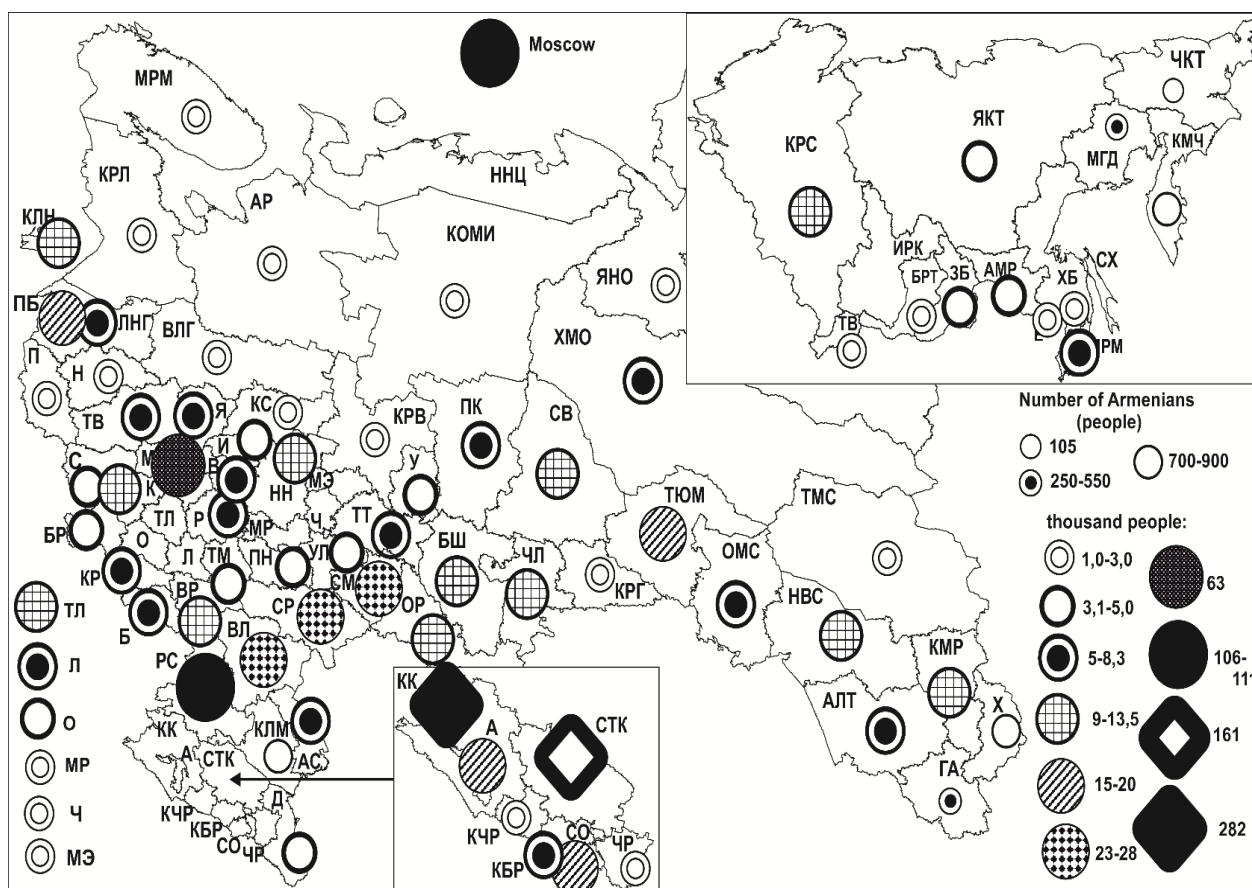 Moscow
МРМ
КРЛ
АР
ННЦ
КЛН
КОМИ
ЯНО
ПБ
ЛНГ
ВЛГ
ХМО
П
Н
ТВ
Я
КС
КРВ
ПК
СВ
С
М
И
В
К
НН
МЭ
У
ТЮМ
ТМС
БР
ТЛ
Р
МР
Ч
ТТ
О
Л
ТМ
ПН
УЛ
БШ
ЧЛ
ОМС
КР
СМ
КРГ
НВС
ТЛ
ВР
СР
ОР
Б
ВЛ
КМР
Л
РС
АЛТ
Х
О
КК
КЛМ
А
СТК
АС
ГА
МР
Д
Ч
КЧР
КБР
СО
ЧР
МЭ
КК
А
СТК
КЧР
СО
ЧР
КБР
ЧКТ
ЯКТ
КРС
МГД
КМЧ
ИРК
БРТ
ЗБ
АМР
ХБ
СХ
ТВ
ПРМ
Number of Armenians
(people)
105
700-900
250-550
thousand people:
1,0-3,0
63
3,1-5,0
5-8,3
106-
111
9-13,5
161
15-20
282
23-28